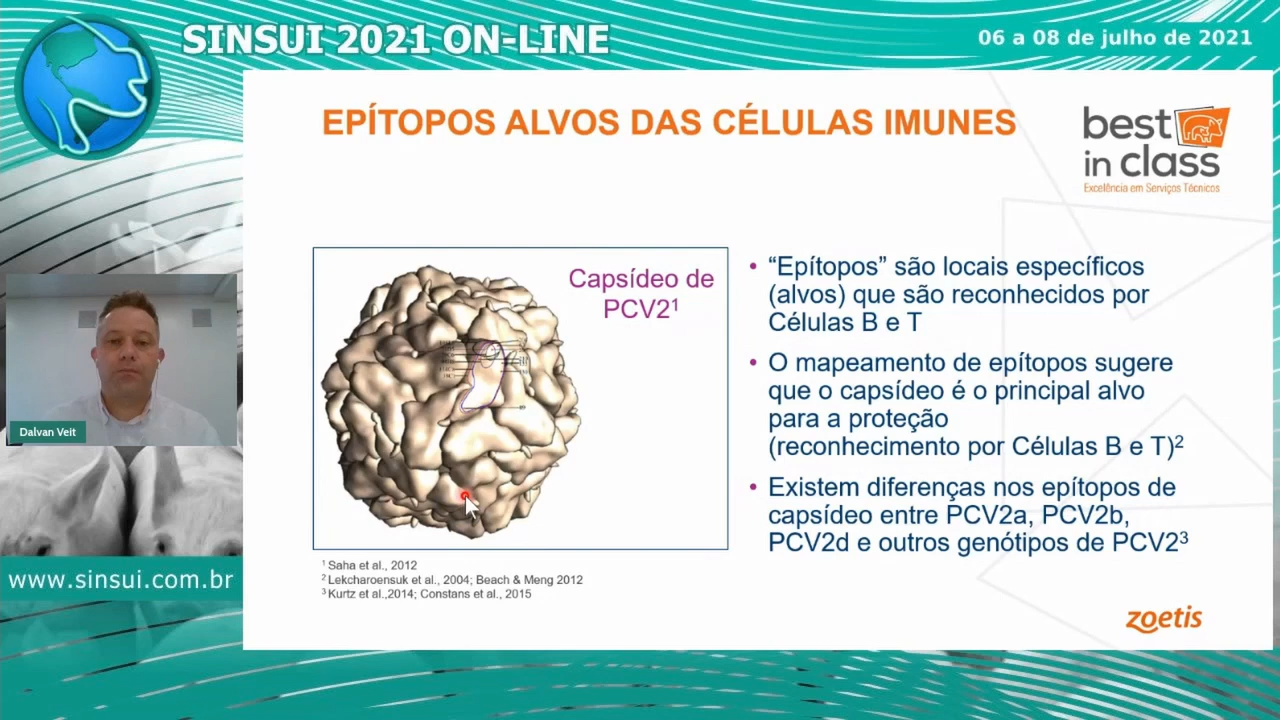 SINSUI 2021 ON-LINE
06 a 08 de julho de 2021
EPÍTOPOS ALVOS DAS CÉLULAS IMUNES
best
in class
Excelência em Serviços Técnicos
Capsídeo de
PCV2¹
• “Epítopos” são locais específicos
(alvos) que são reconhecidos por
Células B e T
• O mapeamento de epítopos sugere
que o capsídeo é o principal alvo
para a proteção
(reconhecimento por Células B e T)²
• Existem diferenças nos epítopos de
capsídeo entre PCV2a, PCV2b,
PCV2d e outros genótipos de PCV2³
¹ Saha et al., 2012
² Lekcharoensuk et al., 2004; Beach & Meng 2012
³ Kurtz et al.,2014; Constans et al., 2015
zoetis
Dalvan Veit
www.sinsui.com.br